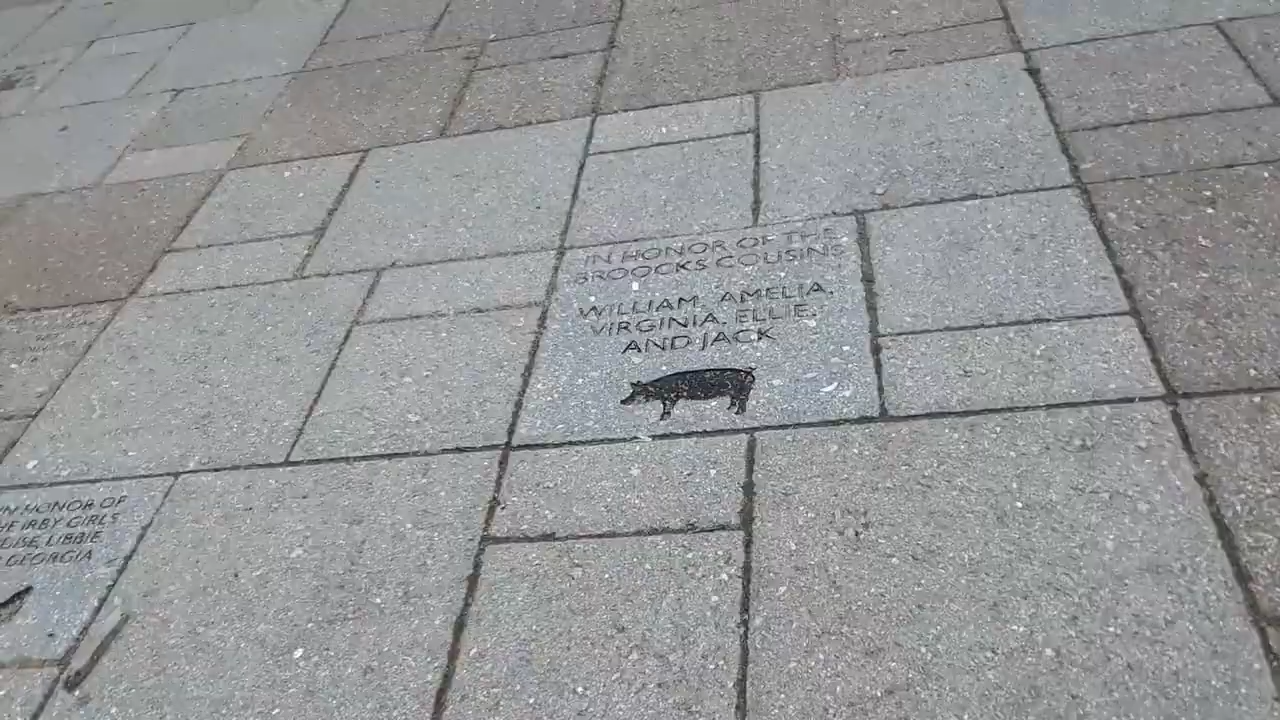 IN HONOR OF THE
BROOCKS COUSINS
WILLIAM, AMELIA,
VIRGINIA, ELLIE,
AND JACK
IN HONOR OF
IRBY GIRLS
LIBBIE,
GEORGIA